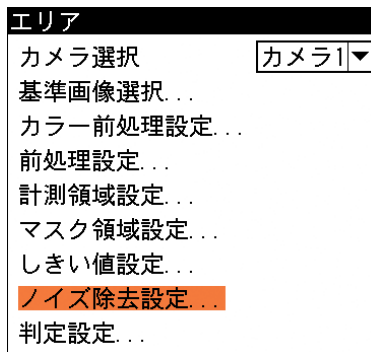 エリア
カメラ選択 カメラ1
基準画像選択...
カラー前処理設定...
前処理設定...
計測領域設定...
マスク領域設定...
しきい値設定...
ノイズ除去設定...
判定設定...